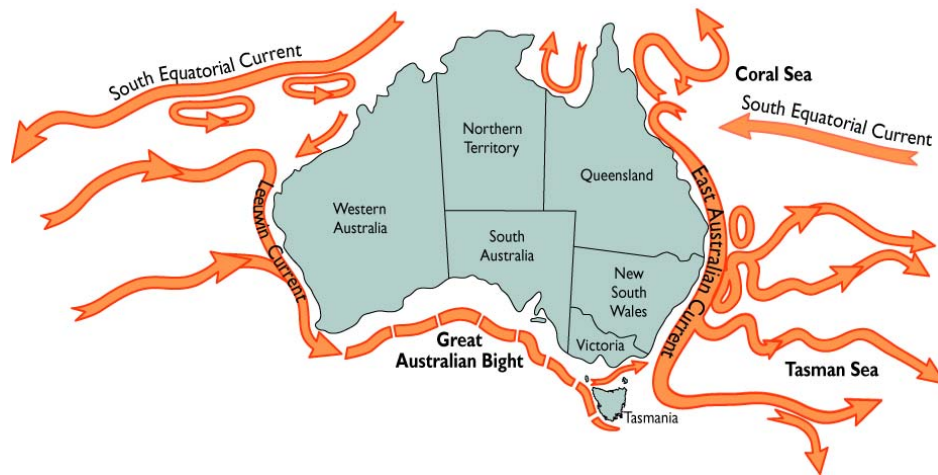 South Equatorial Current
Coral Sea
South Equatorial Current
Northern
Territory
Queensland
Western
Australia
South
Australia
New
South
Wales
Victoria
Leeuwin Current
East Australian Current
Great
Australian Bight
Tasman Sea
Tasmania